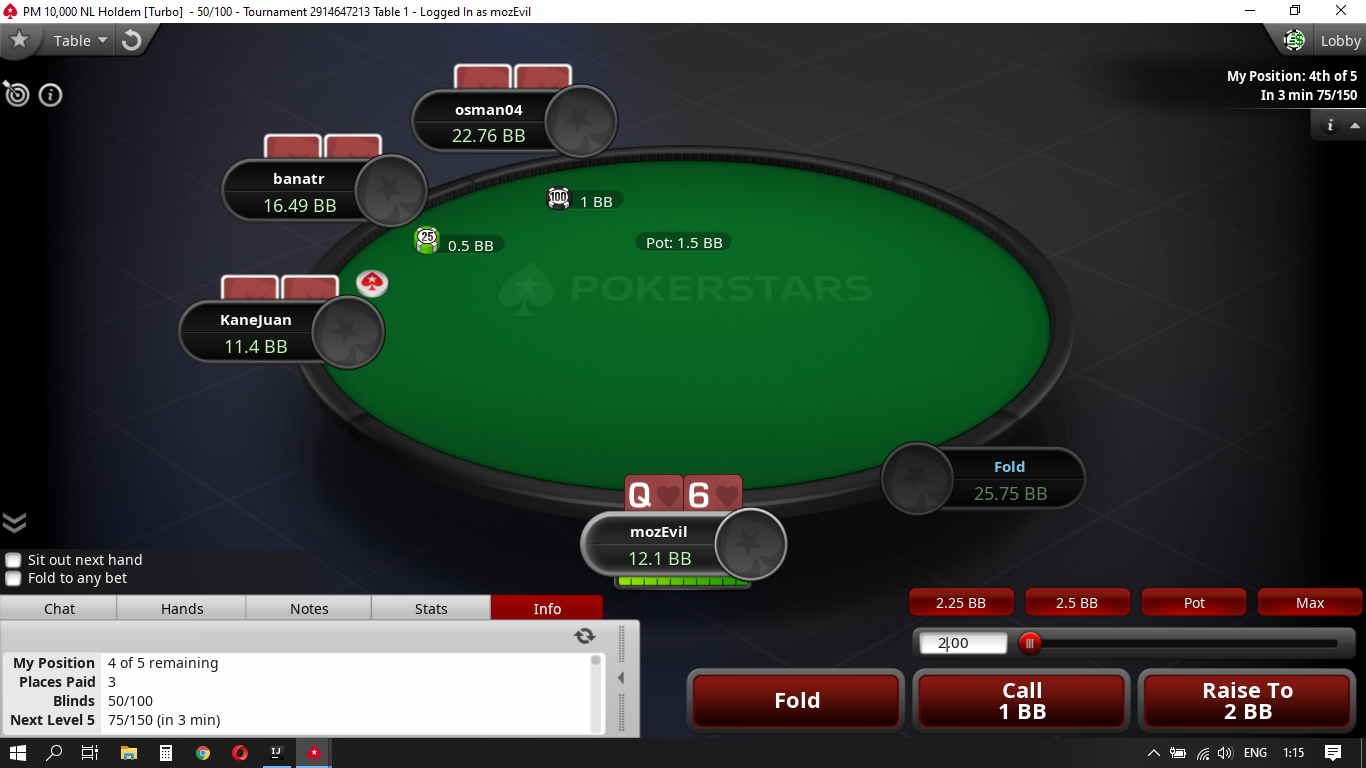 PM 10,000 NL Holdem [Turbo] - 50/100 - Tournament 2914647213 Table 1 - Logged In as mozEvil
Table
Lobby
My Position: 4th of 5
In 3 min 75/150
osman04
22.76 BB
banatr
16.49 BB
100 1 BB
25 0.5 BB
Pot: 1.5 BB
POKERSTARS
KaneJuan
11.4 BB
Fold
25.75 BB
Q 6
mozEvil
12.1 BB
Sit out next hand
Fold to any bet
Chat Hands Notes Stats Info
My Position 4 of 5 remaining
Places Paid 3
Blinds 50/100
Next Level 5 75/150 (in 3 min)
2.25 BB 2.5 BB Pot Max
2.00
Fold
Call
1 BB
Raise To
2 BB
IJ
ENG 1:15